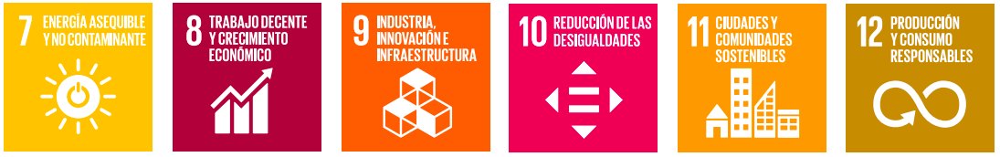 7 ENERGÍA ASEQUIBLE
Y NO CONTAMINANTE
8 TRABAJO DECENTE
Y CRECIMIENTO
ECONÓMICO
9 INDUSTRIA,
INNOVACIÓN E
INFRAESTRUCTURA
10 REDUCCIÓN DE LAS
DESIGUALDADES
11 CIUDADES Y
COMUNIDADES
SOSTENIBLES
12 PRODUCCIÓN
Y CONSUMO
RESPONSABLES